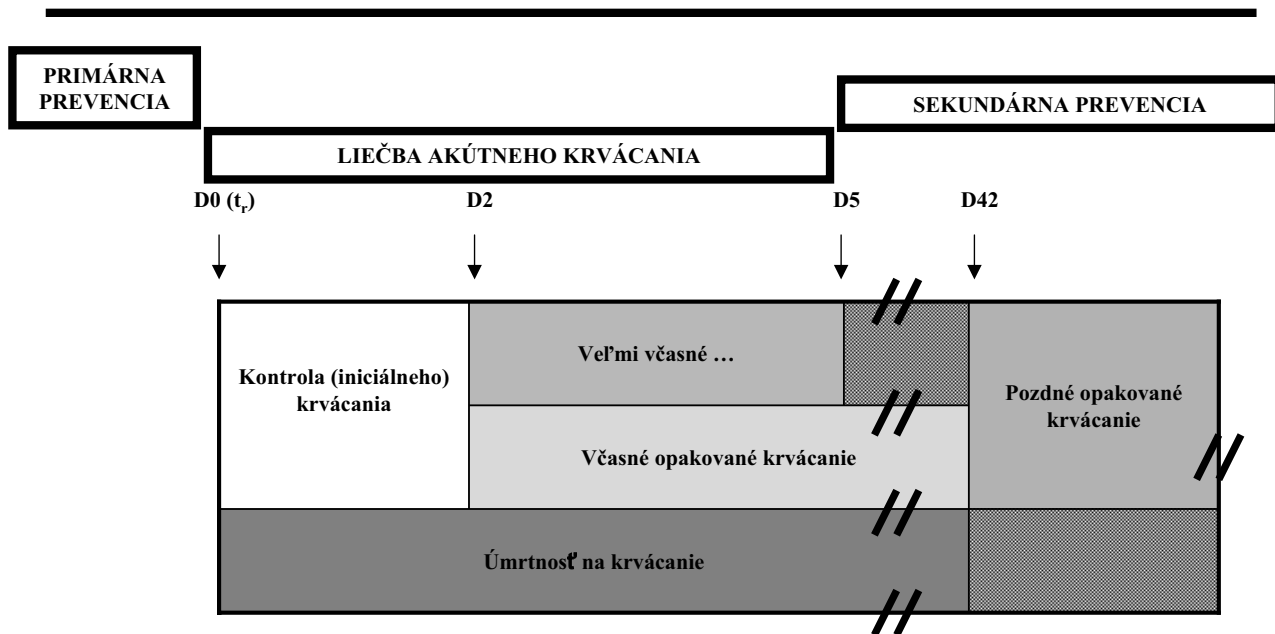 PRIMÁRNA
PREVENCIA
SEKUNDÁRNA PREVENCIA
LIEČBA AKÚTNEHO KRVÁCANIA
D0 (tr)
D2
D5
D42
Kontrola (iniciálneho)
krvácania
Veľmi včasné …
Pozdné opakované
krvácanie
Včasné opakované krvácanie
Úmrtnosť na krvácanie